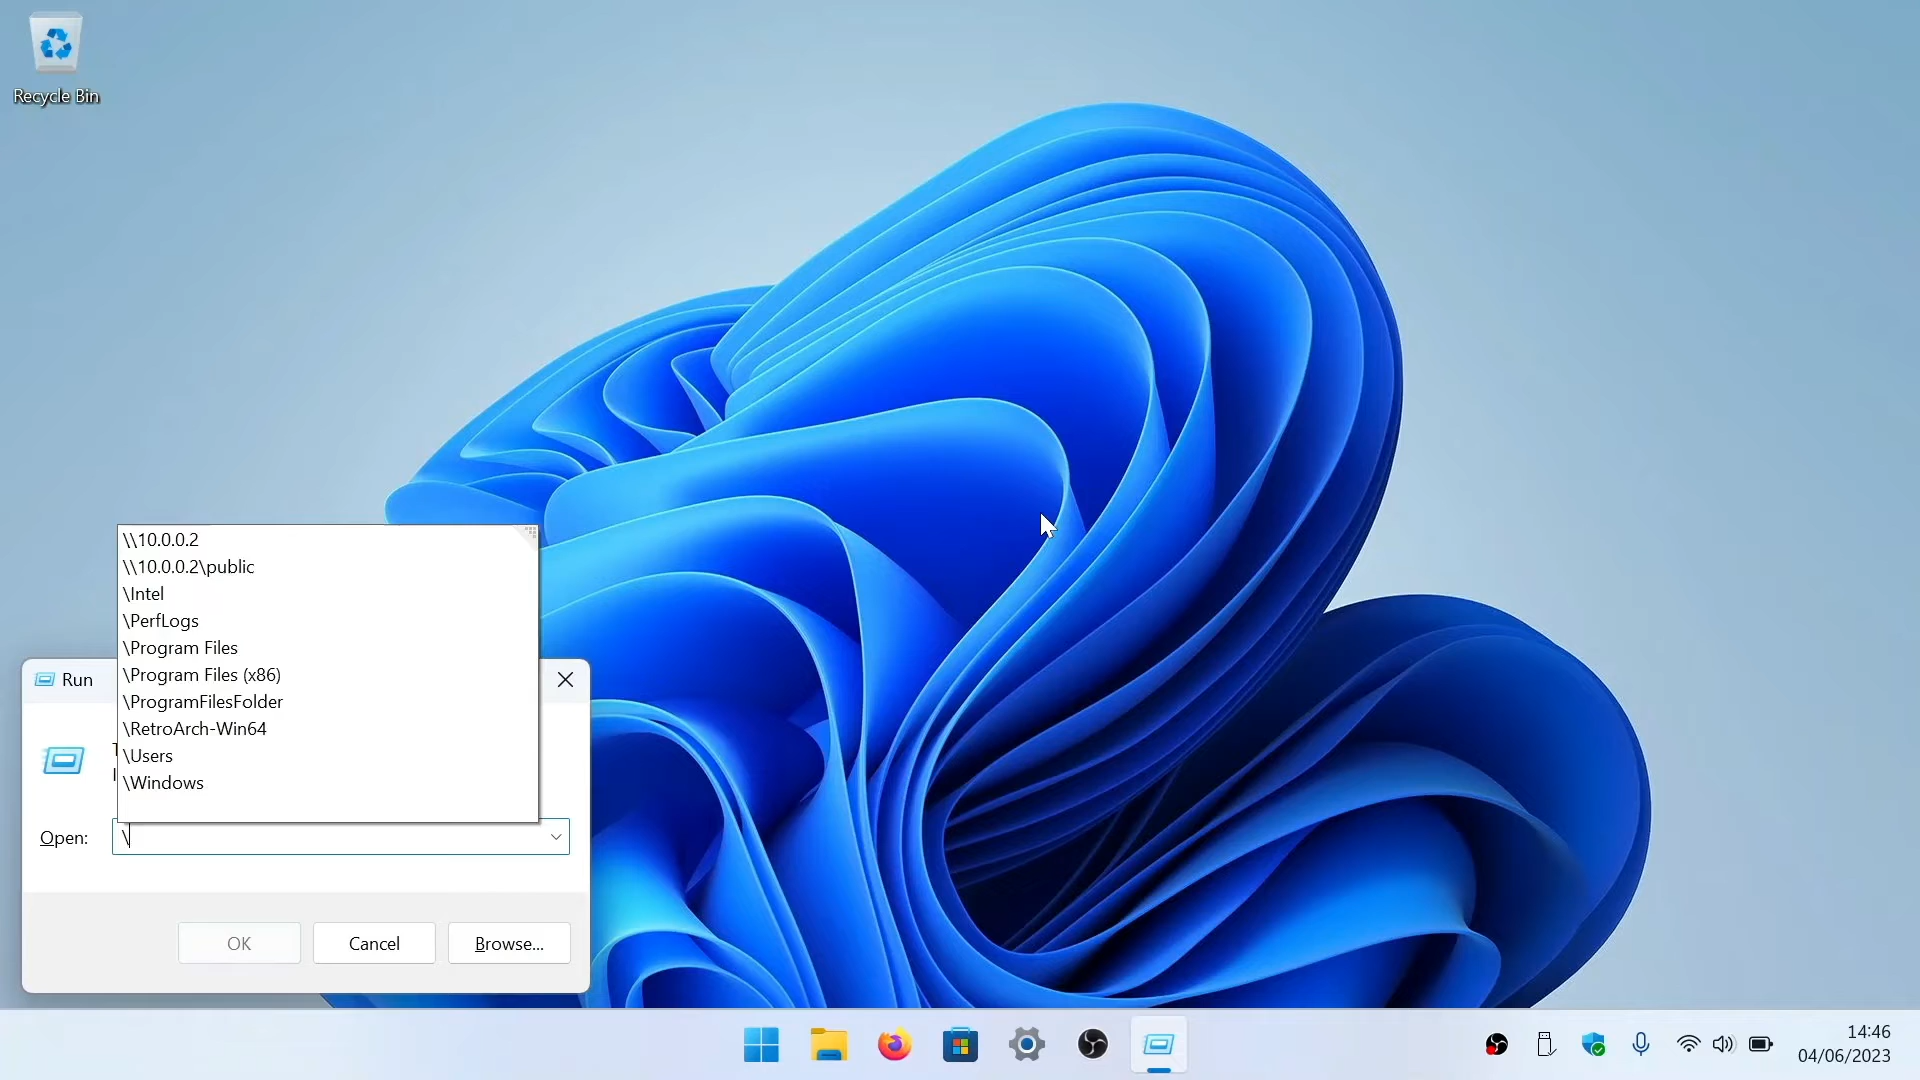 Recycle Bin
\\10.0.0.2
\\10.0.0.2\public
\Intel
\PerfLogs
\Program Files
\Program Files (x86)
\ProgramFilesFolder
\RetroArch-Win64
\Users
\Windows
Run
Open:
\
OK
Cancel
Browse...
14:46
04/06/2023